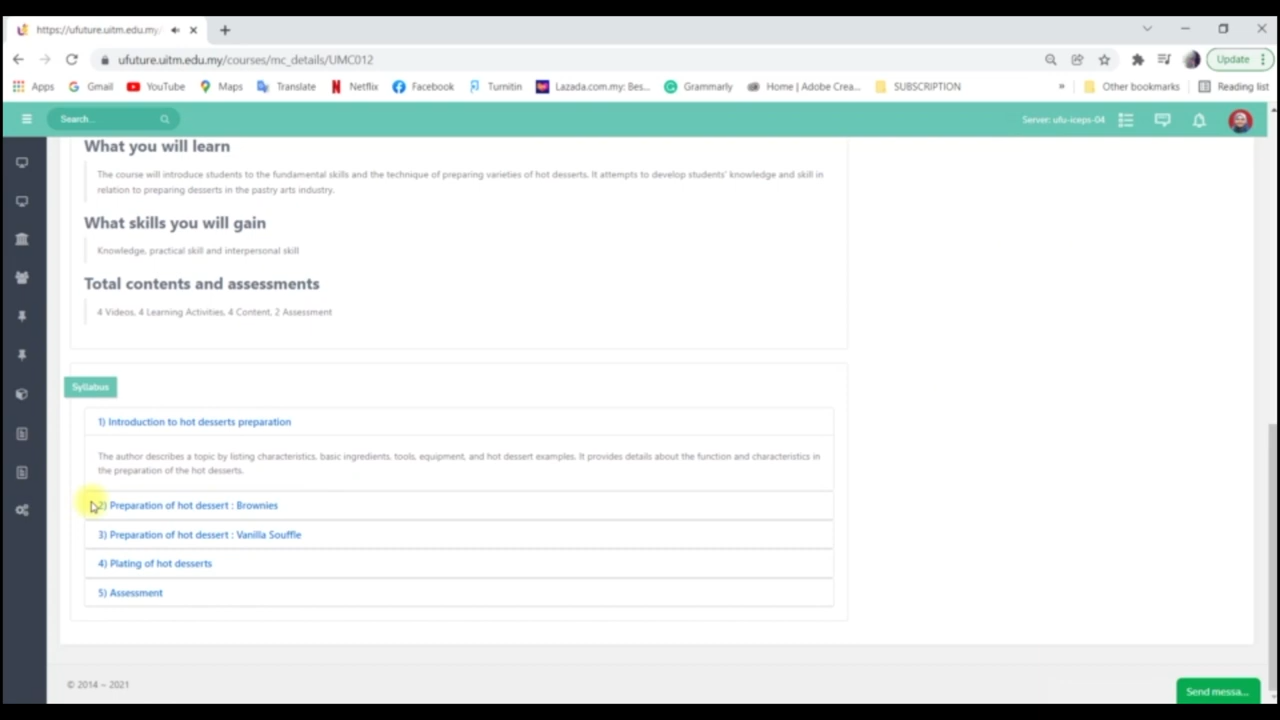 https://ufuture.uitm.edu.my/
ufuture.uitm.edu.my/courses/mc_details/UMC012
Update
Apps
Gmail
YouTube
Maps
Translate
Netflix
Facebook
Turnitin
Lazada.com.my: Bes...
Grammarly
Home | Adobe Crea...
SUBSCRIPTION
»
Other bookmarks
Reading list
Search...
Server: ufu-iceps-04
What you will learn
The course will introduce students to the fundamental skills and the technique of preparing varieties of hot desserts. It attempts to develop students' knowledge and skill in
relation to preparing desserts in the pastry arts industry.
What skills you will gain
Knowledge, practical skill and interpersonal skill
Total contents and assessments
4 Videos, 4 Learning Activities, 4 Content, 2 Assessment
Syllabus
1) Introduction to hot desserts preparation
The author describes a topic by listing characteristics, basic ingredients, tools, equipment, and hot dessert examples. It provides details about the function and characteristics in
the preparation of the hot desserts.
2) Preparation of hot dessert : Brownies
3) Preparation of hot dessert : Vanilla Souffle
4) Plating of hot desserts
5) Assessment
© 2014 ~ 2021
Send messa...